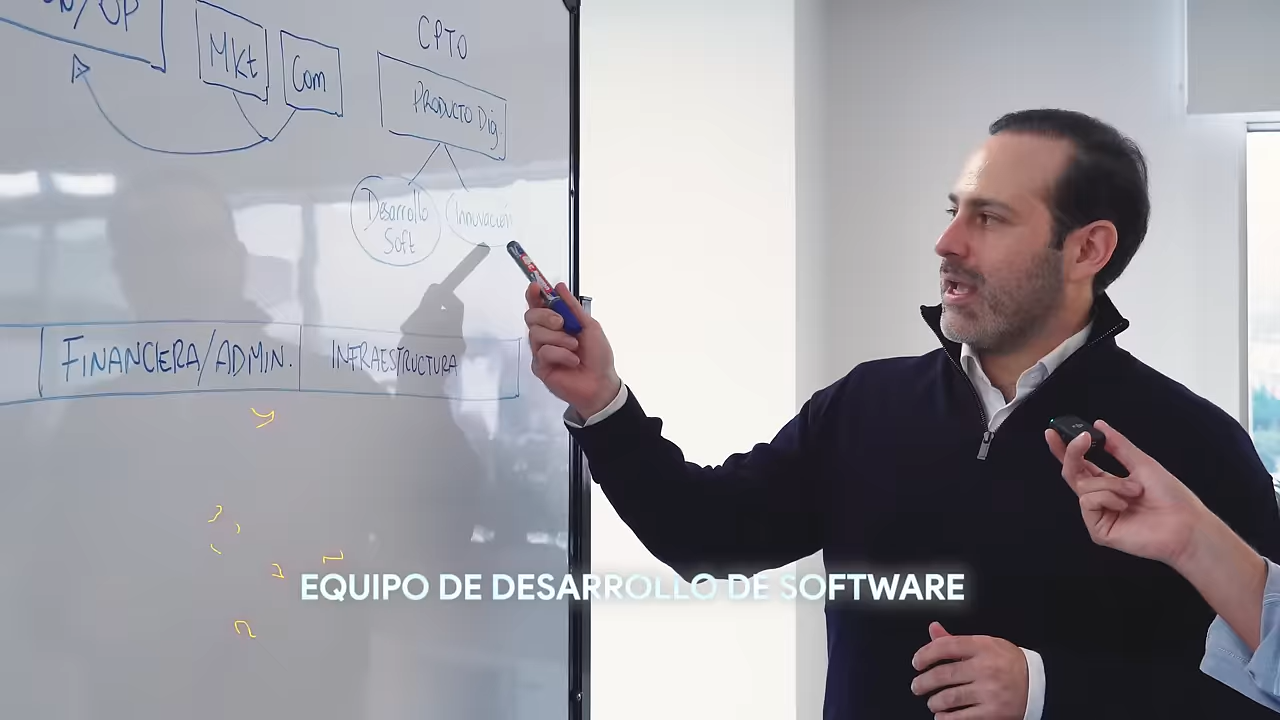 CPTO
Mkt
Com
PRODUCTO Dig.
Desarrollo
Soft
Innovación
FINANCIERA/ADMIN.
INFRAESTRUCTURA
EQUIPO DE DESARROLLO DE SOFTWARE